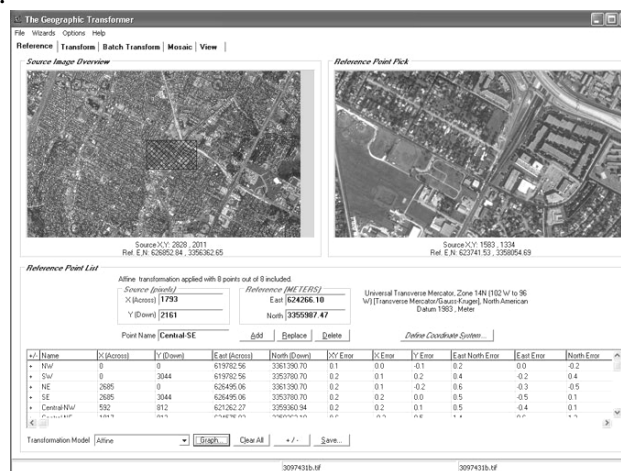 The Geographic Transformer
File Wizards Options Help
Reference Transform Batch Transform Mosaic View
Source Image Overview
Reference Point Pick
Source X,Y: 2828 , 2011
Ref. E,N: 626852.84 , 3356362.65
Source X,Y: 1583 , 1334
Ref. E,N: 623741.53 , 3358054.69
Reference Point List
Affine transformation applied with 8 points out of 8 included.
Source (pixels)
Reference (METERS)
X (Across) 1793
East 624266.10
Y (Down) 2161
North 3355987.47
Universal Transverse Mercator, Zone 14N (102 W to 96
W) [Transverse Mercator/Gauss-Kruger], North American
Datum 1983 , Meter
Point Name Central-SE
Add Replace Delete
Define Coordinate System...
+/- Name X (Across) Y (Down) East (Across) North (Down) XY Error X Error Y Error East North Error East Error North Error
+ NW 0 0 619782.56 3361390.70 0.1 0.0 -0.1 0.2 0.0 -0.2
+ SW 0 3044 619782.56 3353780.70 0.2 0.1 0.2 0.4 -0.2 0.4
+ NE 2685 0 626495.06 3361390.70 0.2 0.1 -0.2 0.6 -0.3 -0.5
+ SE 2685 3044 626495.06 3353780.70 0.2 0.2 0.0 0.5 -0.5 0.1
+ Central-NW 592 812 621262.27 3359360.94 0.2 0.2 0.1 0.5 -0.4 0.1
Transformation Model Affine Graph... Clear All + / - Save...
3097431b.tif 3097431b.tif